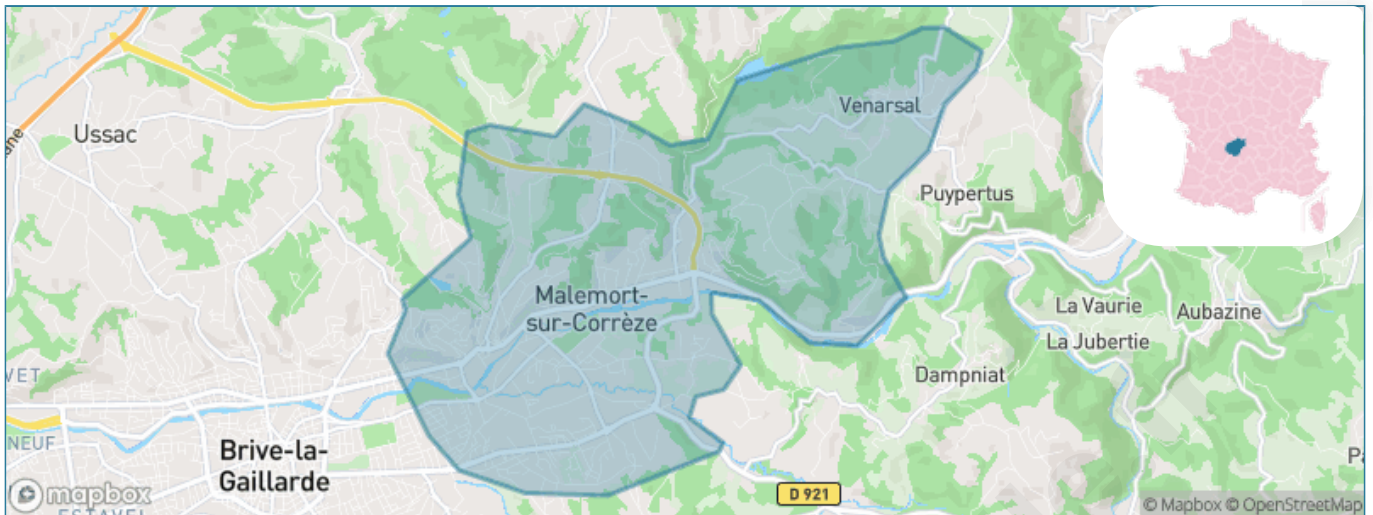 Ussac
Venarsal
Puypertus
Malemort-
sur-Corrèze
La Vaurie
Aubazine
La Jubertie
Dampniat
Brive-la-
Gaillarde
D 921
mapbox
© Mapbox © OpenStreetMap